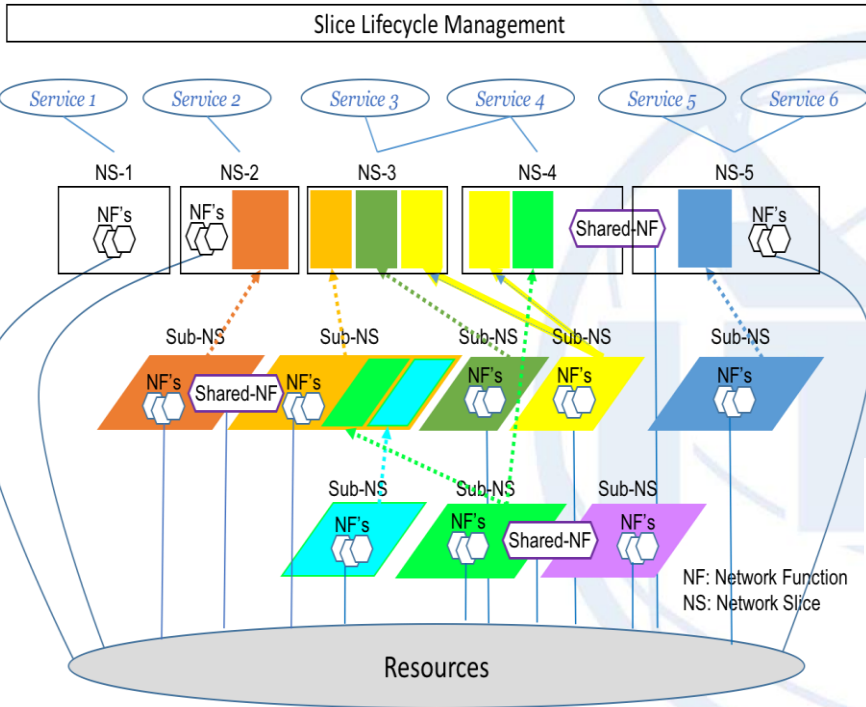 Slice Lifecycle Management
Service 1
Service 2
Service 3
Service 4
Service 5
Service 6
NS-1
NS-2
NS-3
NS-4
NS-5
NF's
NF's
Shared-NF
NF's
Sub-NS
Sub-NS
Sub-NS
Sub-NS
Sub-NS
NF's
Shared-NF
NF's
NF's
NF's
NF's
Sub-NS
Sub-NS
Sub-NS
NF's
NF's
Shared-NF
NF's
NF: Network Function
NS: Network Slice
Resources